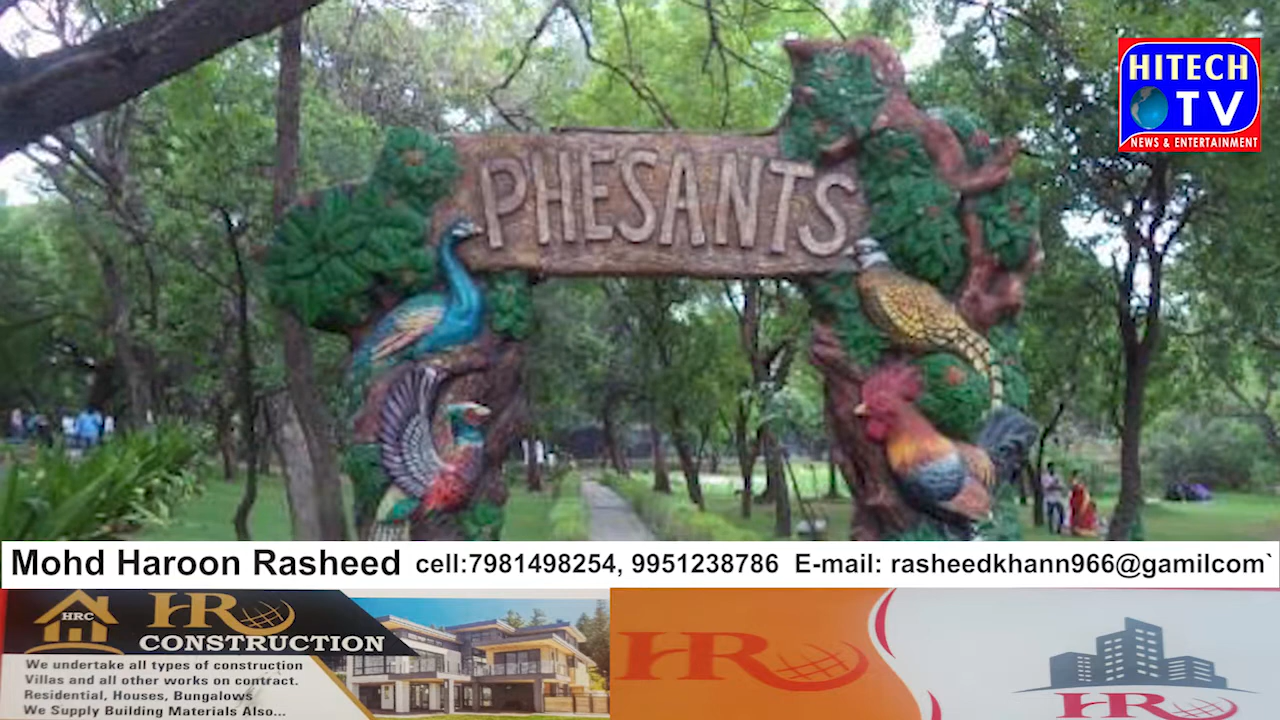 HITECH
TV
NEWS & ENTERTAINMENT
PHESANTS
Mohd Haroon Rasheed cell:7981498254, 9951238786 E-mail: rasheedkhann966@gamilcom`
HRC
HR
CONSTRUCTION
We undertake all types of construction
Villas and all other works on contract.
Residential, Houses, Bungalows
We Supply Building Materials Also...
HR
HR